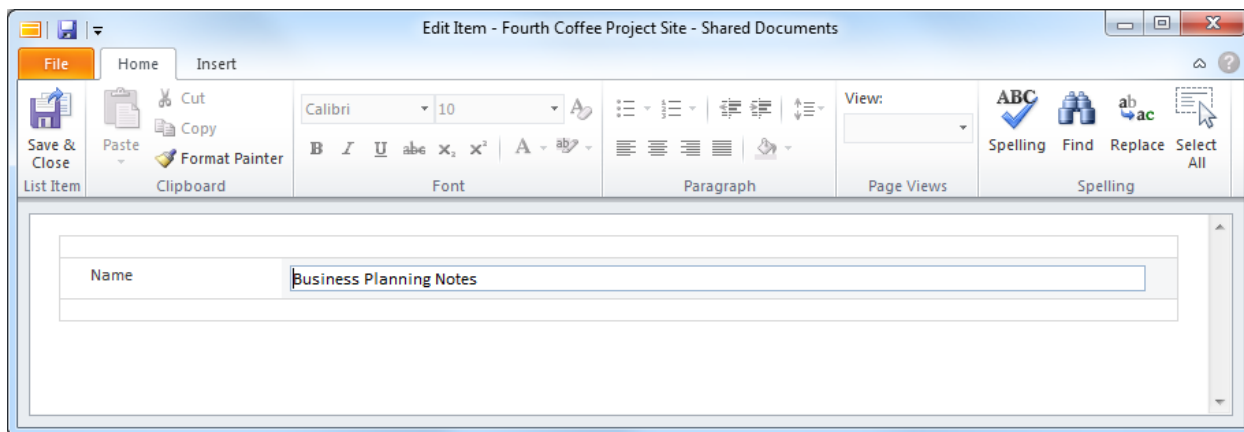 Edit Item - Fourth Coffee Project Site - Shared Documents
File Home Insert
Save & Close
Paste
Cut
Copy
Format Painter
Calibri 10
B I U abc x₂ x² A ab
View:
ABC
Spelling
Find
ab ac
Replace
Select All
List Item Clipboard Font Paragraph Page Views Spelling
Name Business Planning Notes